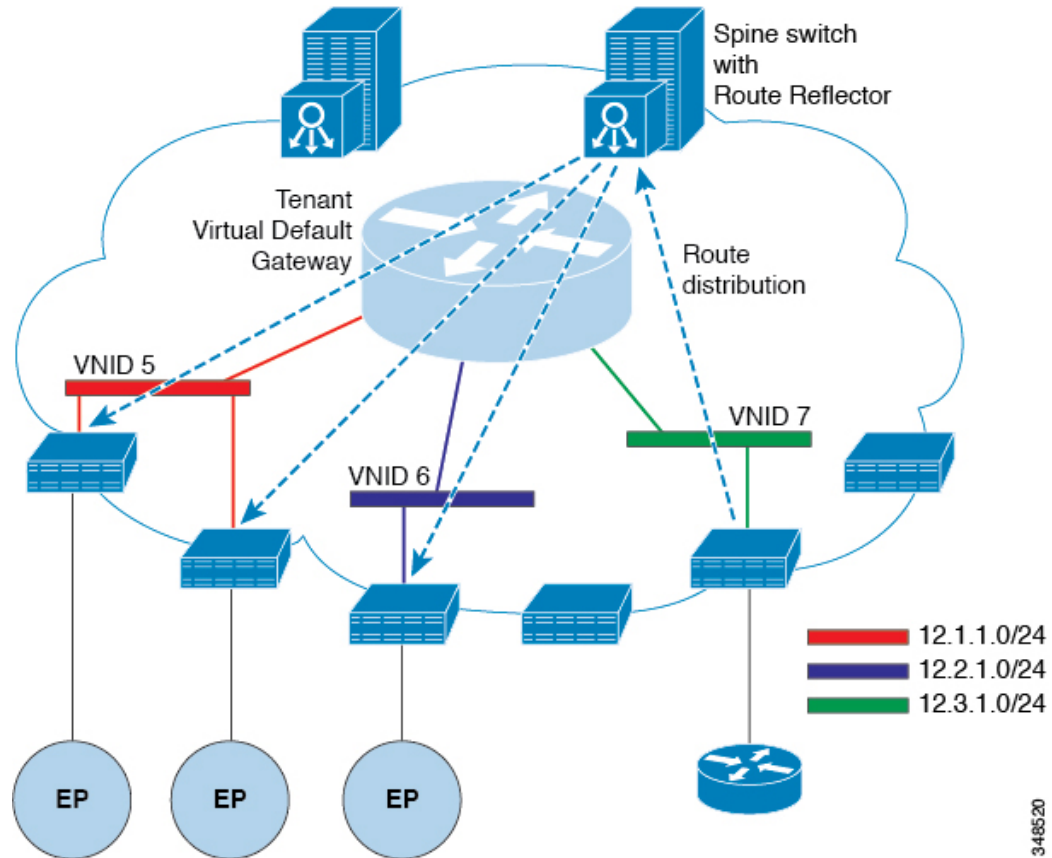 Spine switch
with
Route Reflector
Tenant
Virtual Default
Gateway
Route
distribution
VNID 5
VNID 7
VNID 6
12.1.1.0/24
12.2.1.0/24
12.3.1.0/24
EP
EP
EP
348520